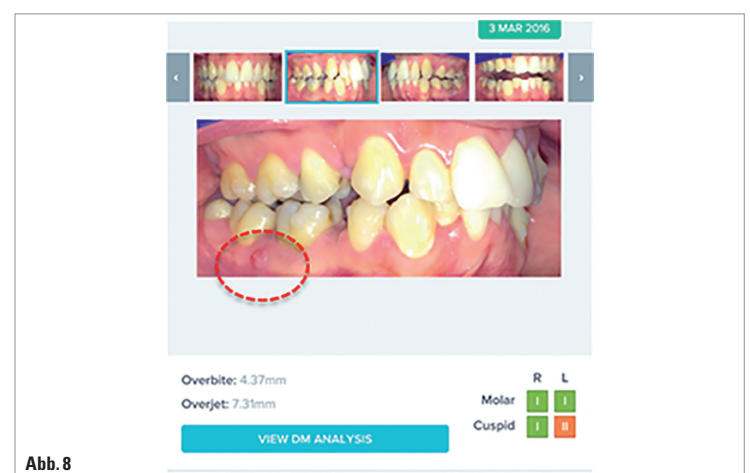 3 MAR 2016
‹ ›
Overbite: 4.37mm
Overjet: 7.31mm
R L
Molar I I
Cuspid I II
VIEW DM ANALYSIS
Abb. 8